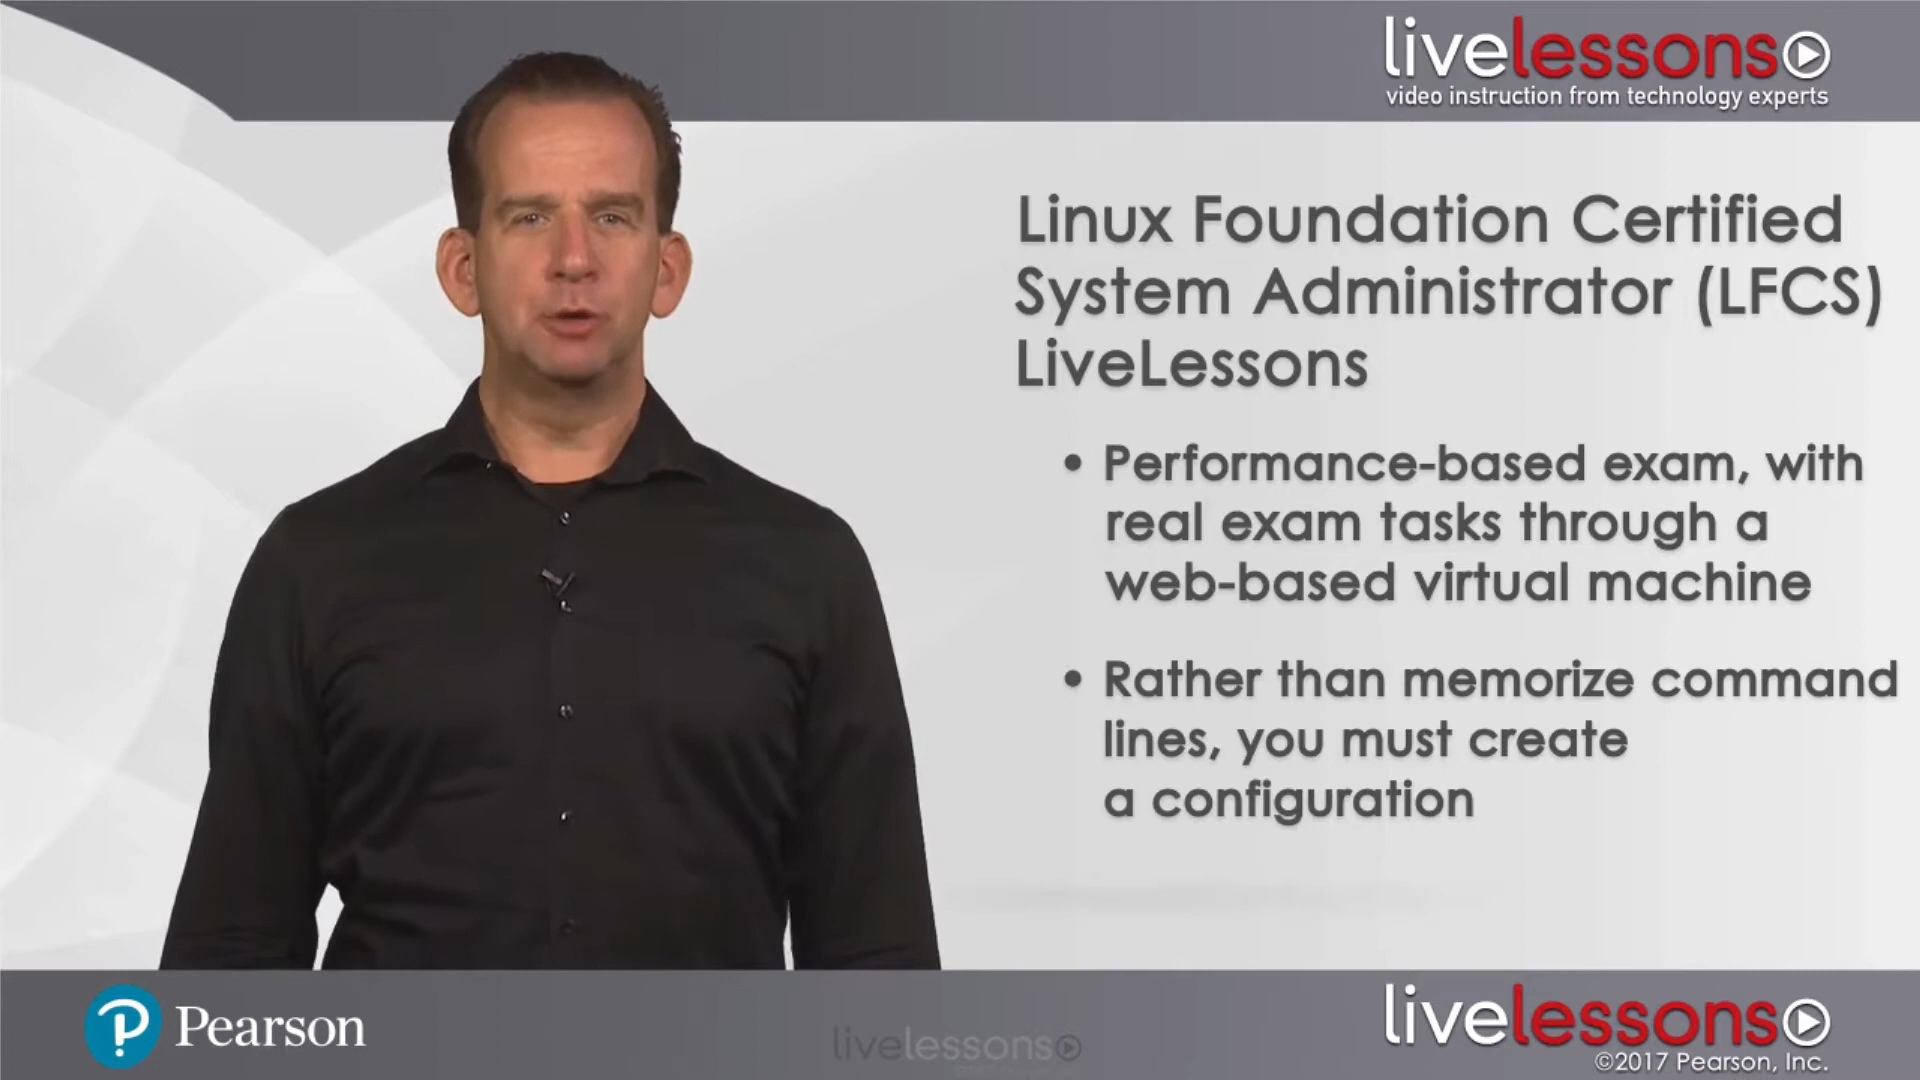 livelessons
video instruction from technology experts
Linux Foundation Certified
System Administrator (LFCS)
LiveLessons
• Performance-based exam, with
real exam tasks through a
web-based virtual machine
• Rather than memorize command
lines, you must create
a configuration
Pearson
livelessons
livelessons
©2017 Pearson, Inc.